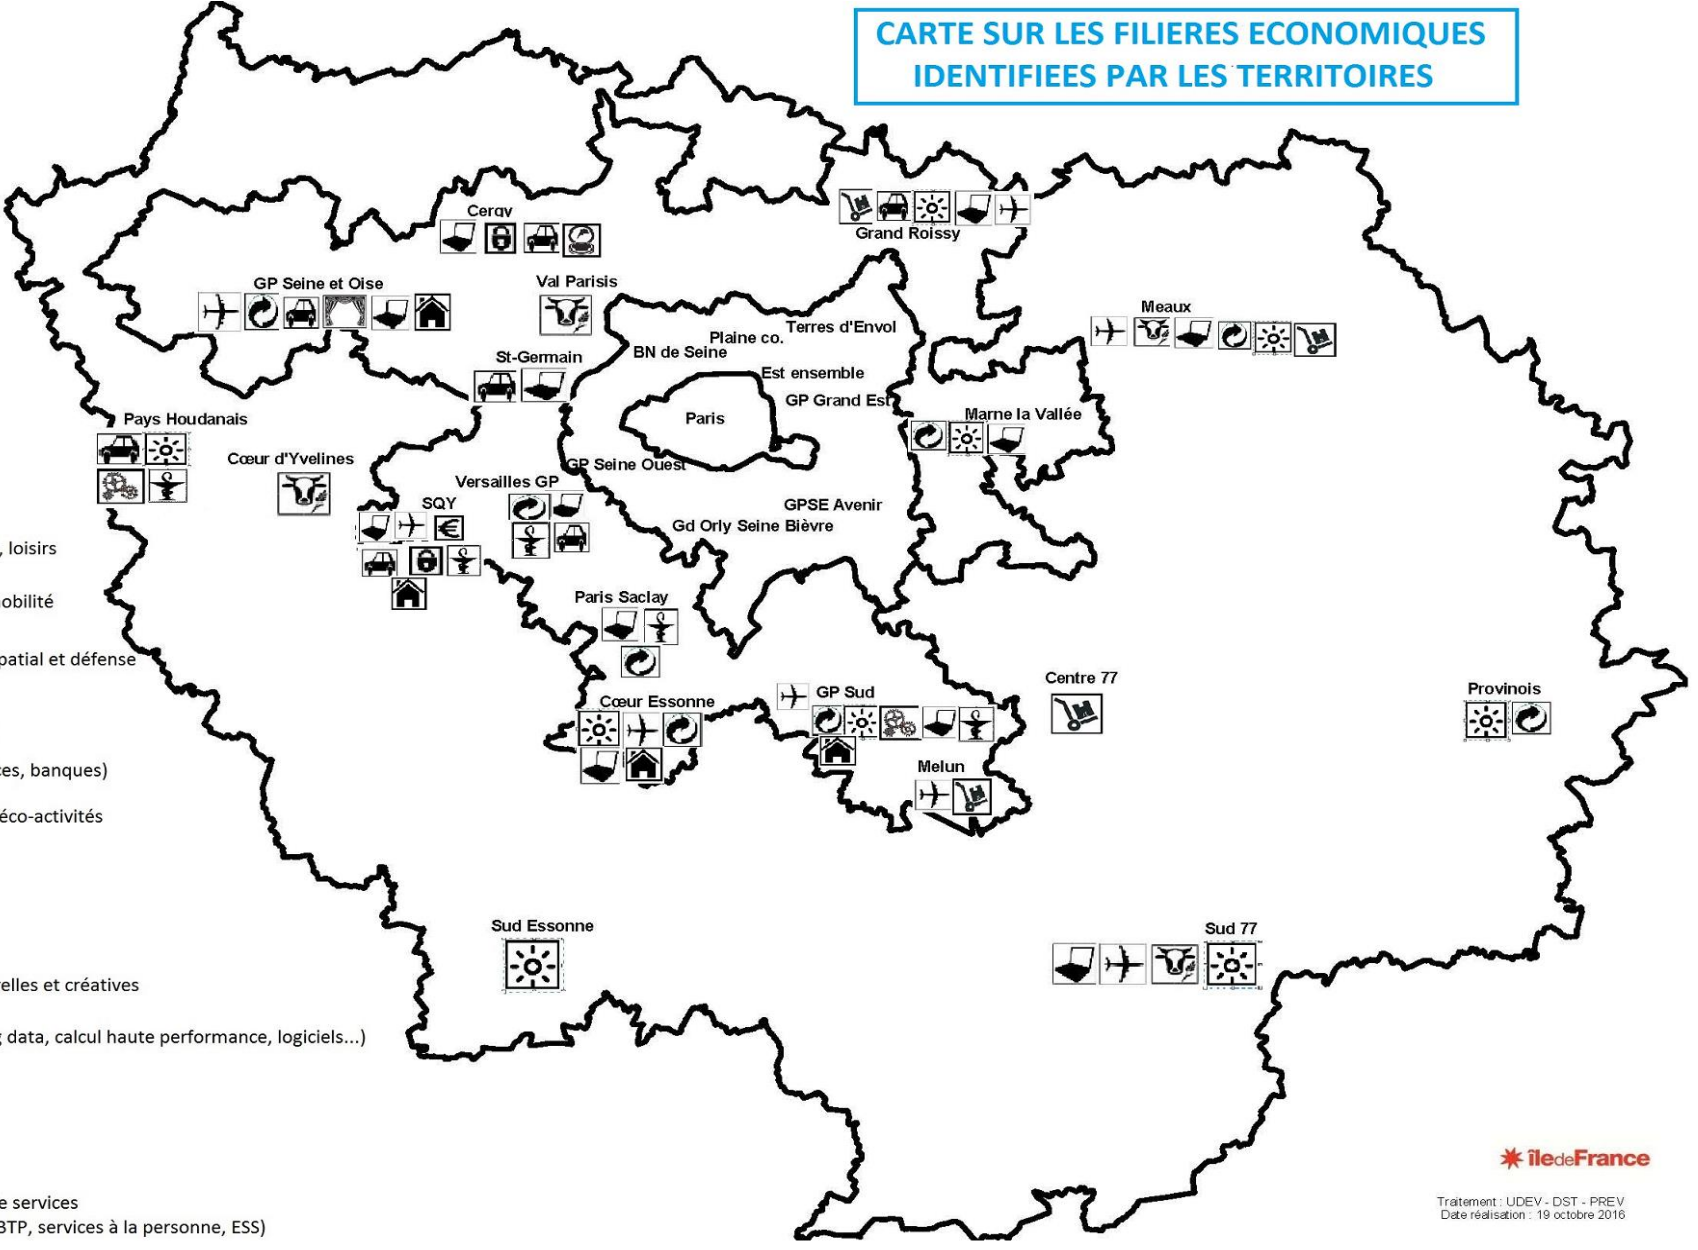 CARTE SUR LES FILIERES ECONOMIQUES
IDENTIFIEES PAR LES TERRITOIRES
Cergy
Grand Roissy
GP Seine et Oise
Val Parisis
Meaux
Terres d'Envol
Plaine co.
BN de Seine
St-Germain
Est ensemble
GP Grand Est
Paris
Marne la Vallée
Pays Houdanais
Cœur d'Yvelines
GP Seine Ouest
Versailles GP
SQY
GPSE Avenir
Gd Orly Seine Bièvre
, loisirs
Paris Saclay
obilité
patial et défense
Centre 77
Provinois
GP Sud
Cœur Essonne
Melun
ces, banques)
éco-activités
Sud Essonne
Sud 77
elles et créatives
g data, calcul haute performance, logiciels...)
îledeFrance
e services
BTP, services à la personne, ESS)
Traitement : UDEV - DST - PREV
Date réalisation : 19 octobre 2016